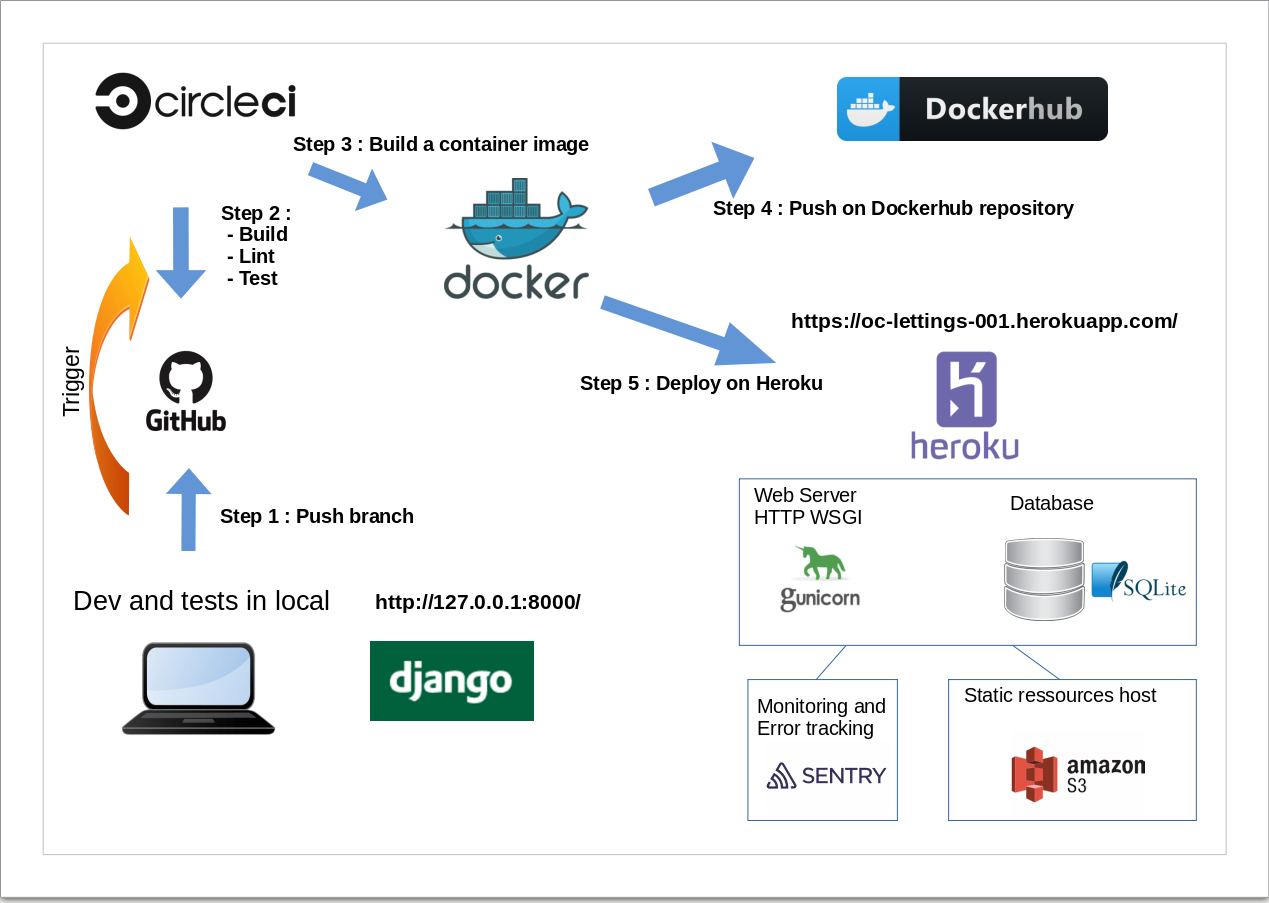 circleci
Dockerhub
Step 3 : Build a container image
docker
Step 4 : Push on Dockerhub repository
Step 2 :
- Build
- Lint
- Test
Trigger
GitHub
Step 1 : Push branch
https://oc-lettings-001.herokuapp.com/
Step 5 : Deploy on Heroku
heroku
Web Server
HTTP WSGI
gunicorn
Database
SQLite
Dev and tests in local
http://127.0.0.1:8000/
django
Monitoring and
Error tracking
SENTRY
Static ressources host
amazon
S3